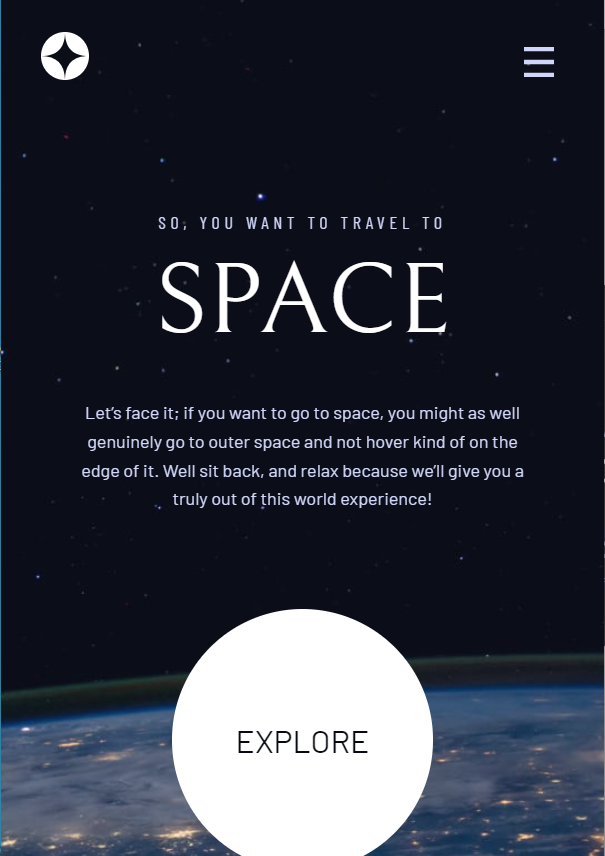 SO, YOU WANT TO TRAVEL TO
SPACE
Let’s face it; if you want to go to space, you might as well
genuinely go to outer space and not hover kind of on the
edge of it. Well sit back, and relax because we’ll give you a
truly out of this world experience!
EXPLORE